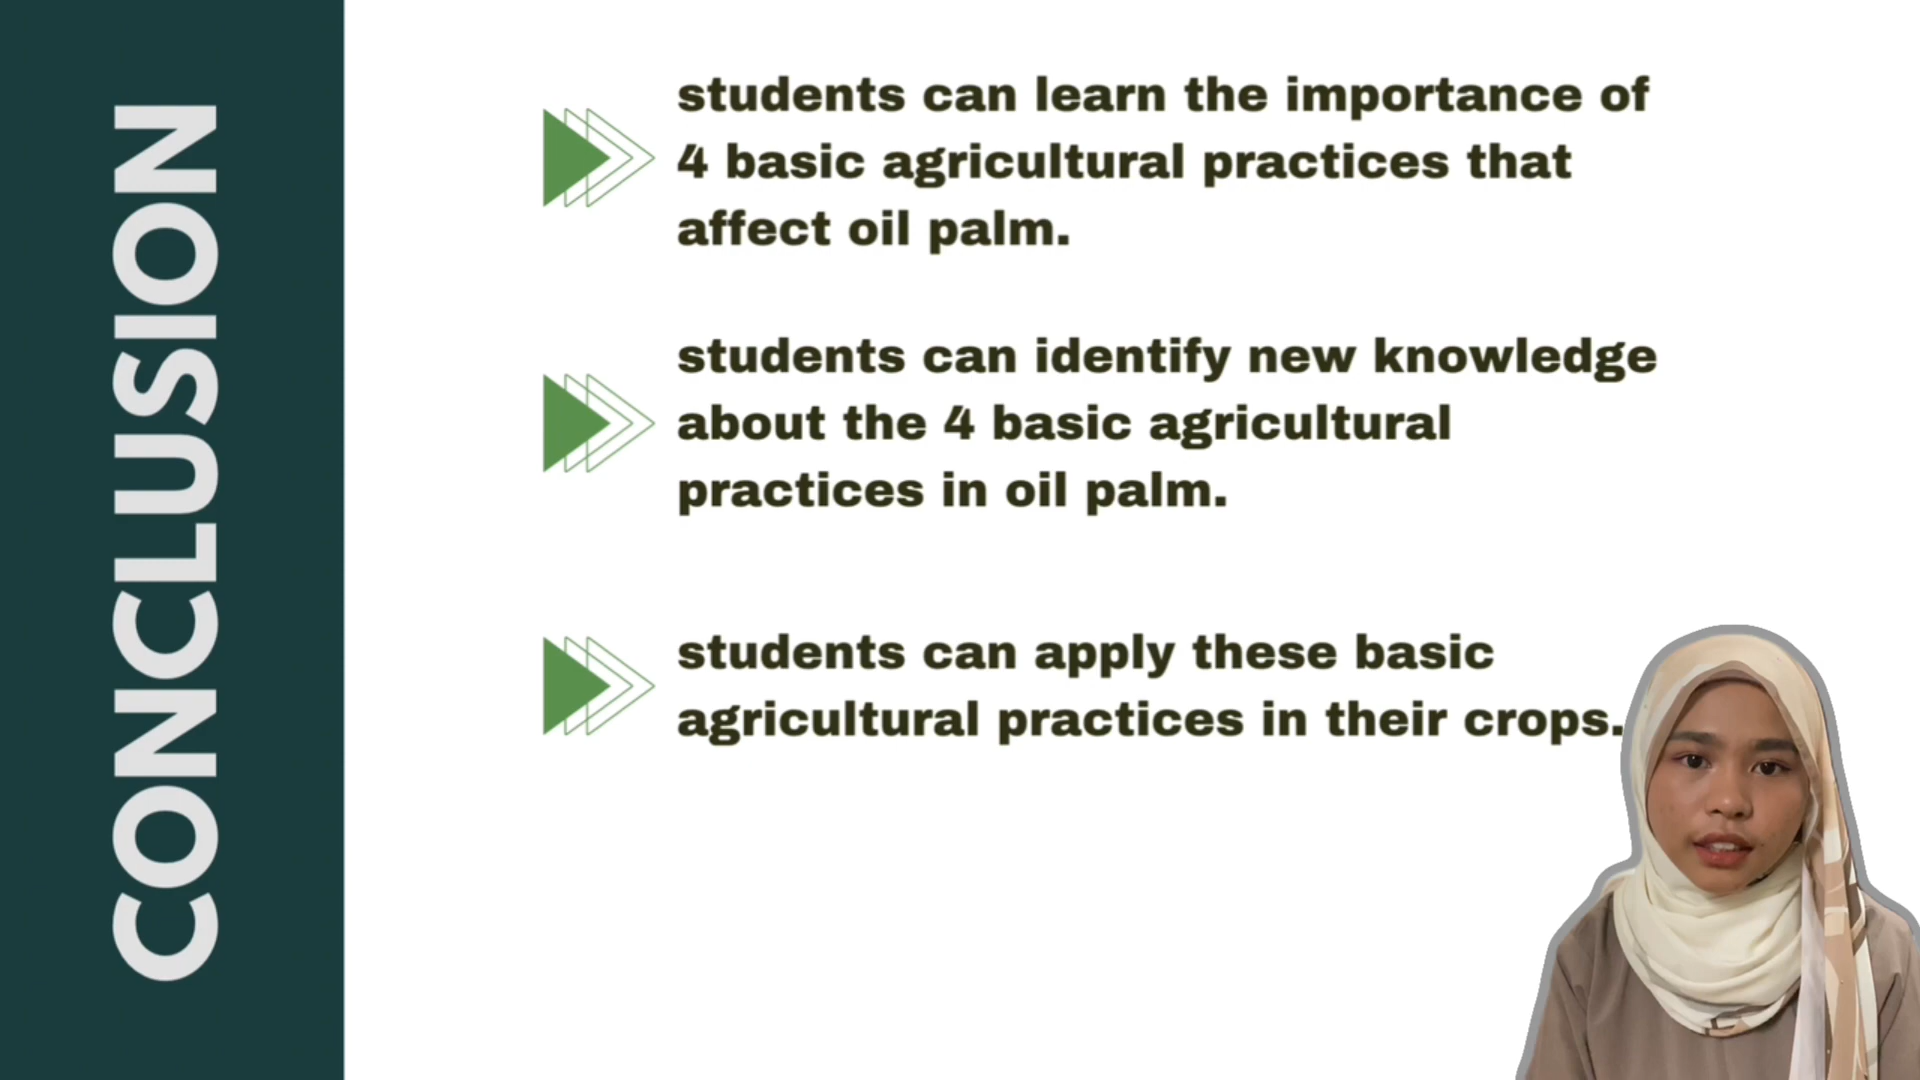 CONCLUSION
students can learn the importance of
4 basic agricultural practices that
affect oil palm.
students can identify new knowledge
about the 4 basic agricultural
practices in oil palm.
students can apply these basic
agricultural practices in their crops.